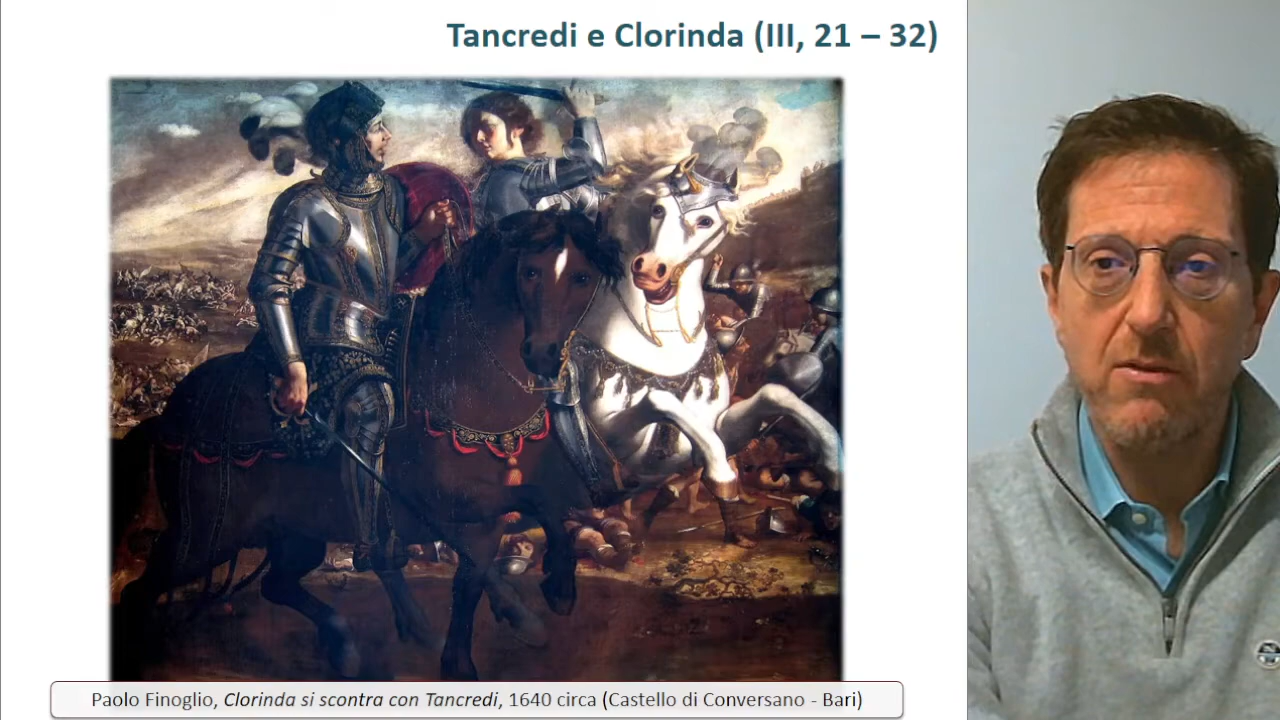 Tancredi e Clorinda (III, 21 – 32)
Paolo Finoglio, Clorinda si scontra con Tancredi, 1640 circa (Castello di Conversano - Bari)